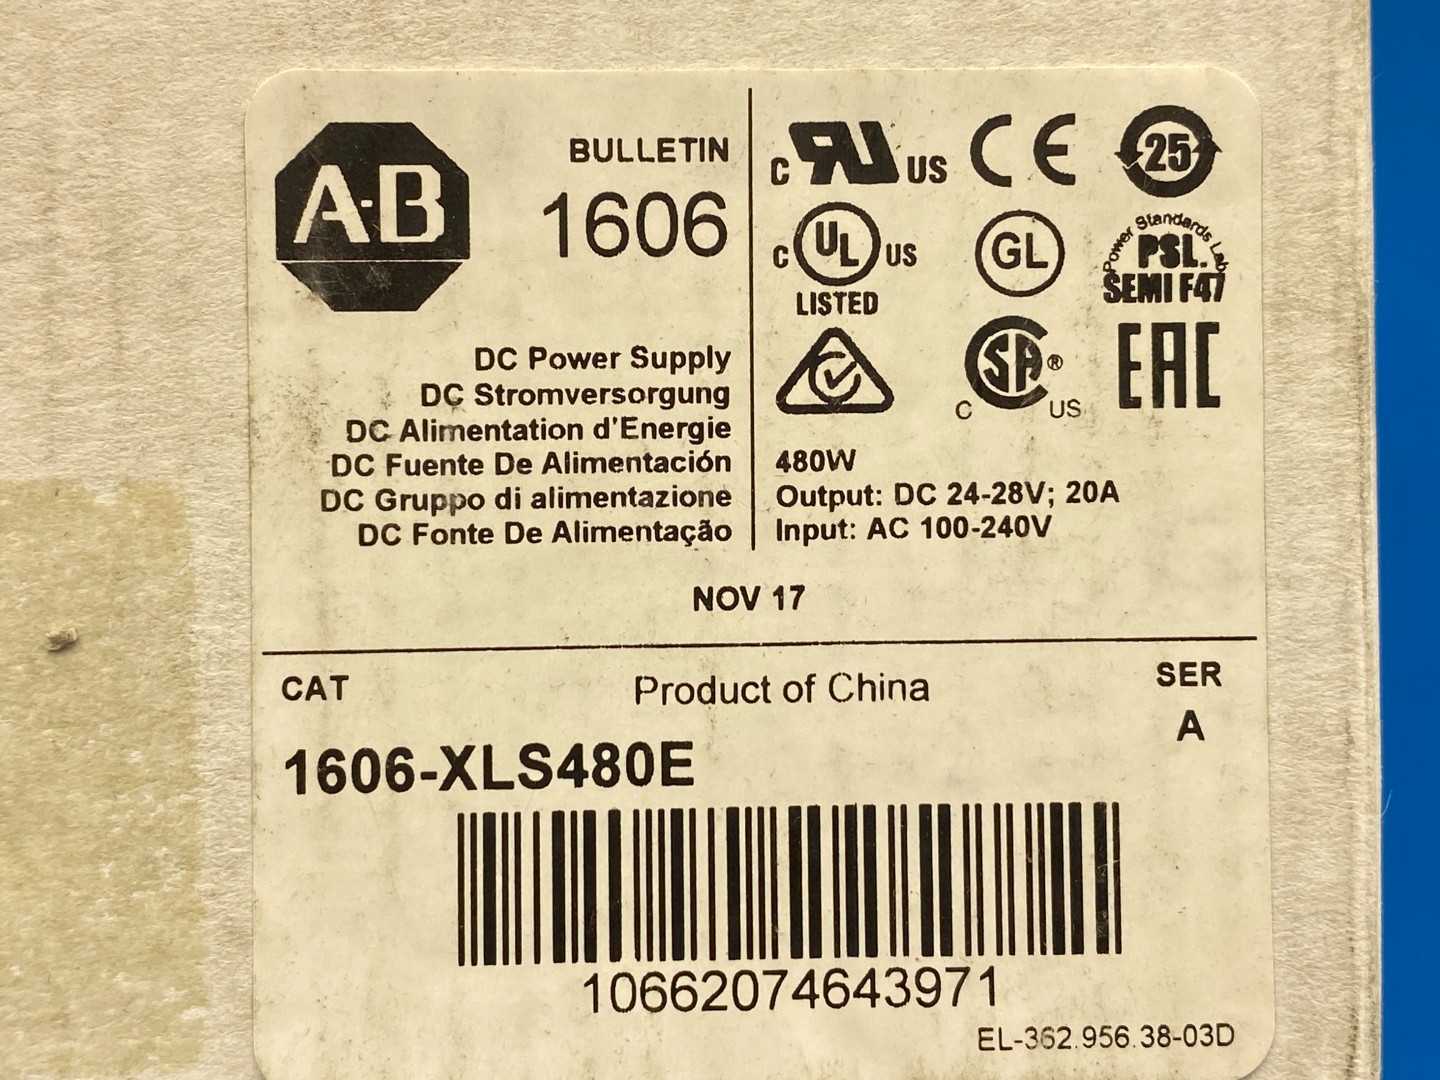 A-B
BULLETIN
1606
DC Power Supply
DC Stromversorgung
DC Alimentation d'Energie
DC Fuente De Alimentación
DC Gruppo di alimentazione
DC Fonte De Alimentação
C RU US
CE
25
C UL US
LISTED
GL
Power Standards Lab
PSL.
SEMI F47
C SA® US
EAC
480W
Output: DC 24-28V; 20A
Input: AC 100-240V
NOV 17
CAT
Product of China
SER
A
1606-XLS480E
10662074643971
EL-362.956.38-03D